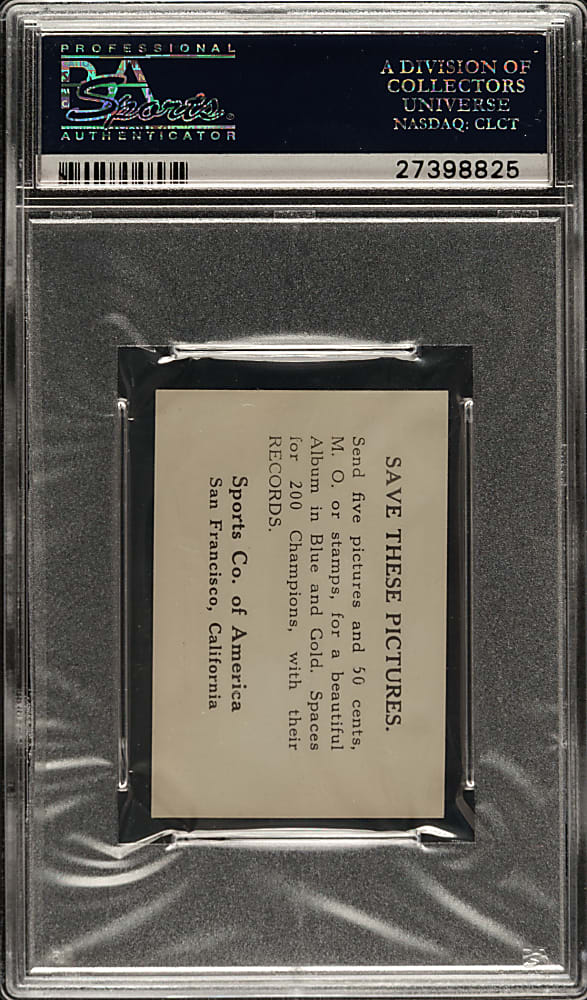 PROFESSIONAL
PSA
Sports
AUTHENTICATOR
A DIVISION OF
COLLECTORS
UNIVERSE
NASDAQ: CLCT
27398825
SAVE THESE PICTURES.
Send five pictures and 50 cents,
M. O. or stamps, for a beautiful
Album in Blue and Gold. Spaces
for 200 Champions, with their
RECORDS.
Sports Co. of America
San Francisco, California